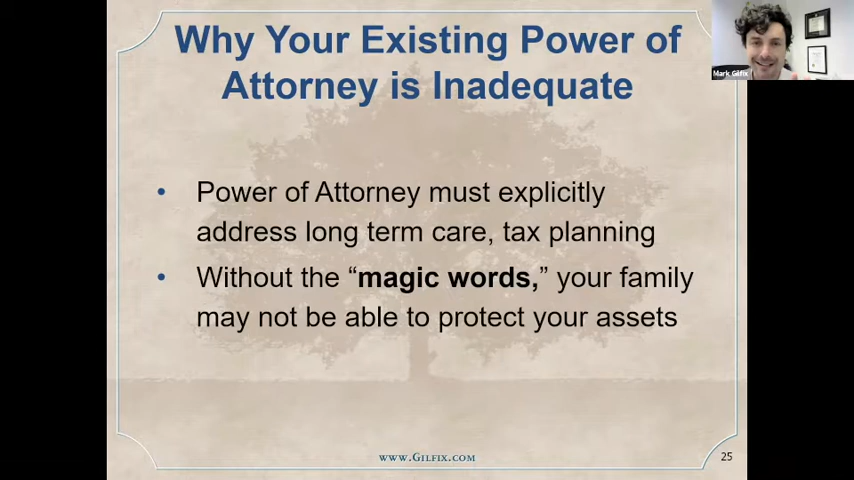 Why Your Existing Power of
Attorney is Inadequate
Mark Gilfix
• Power of Attorney must explicitly
address long term care, tax planning
• Without the “magic words,” your family
may not be able to protect your assets
www.Gilfix.com
25